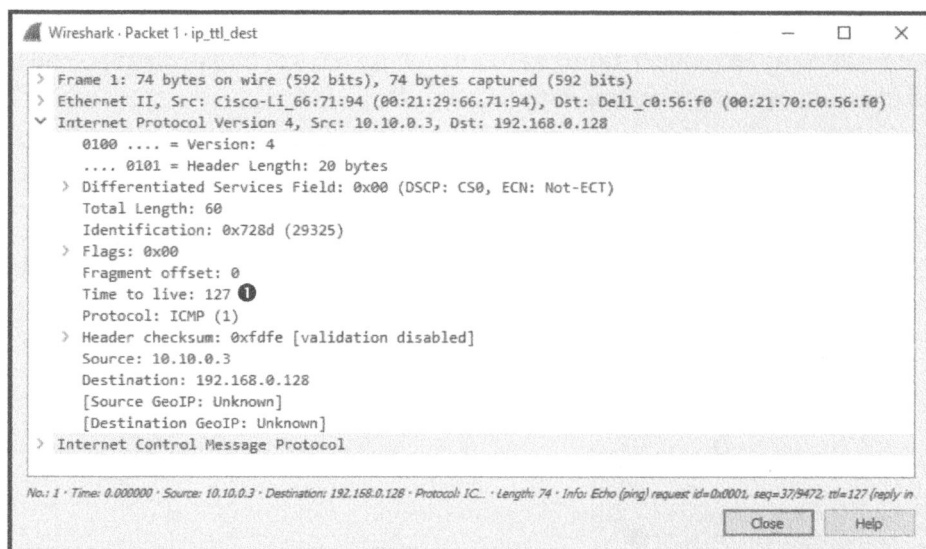 Wireshark · Packet 1 · ip_ttl_dest
> Frame 1: 74 bytes on wire (592 bits), 74 bytes captured (592 bits)
> Ethernet II, Src: Cisco-Li_66:71:94 (00:21:29:66:71:94), Dst: Dell_c0:56:f0 (00:21:70:c0:56:f0)
Internet Protocol Version 4, Src: 10.10.0.3, Dst: 192.168.0.128
0100 .... = Version: 4
.... 0101 = Header Length: 20 bytes
> Differentiated Services Field: 0x00 (DSCP: CS0, ECN: Not-ECT)
Total Length: 60
Identification: 0x728d (29325)
> Flags: 0x00
Fragment offset: 0
Time to live: 127 ❶
Protocol: ICMP (1)
> Header checksum: 0xfdfe [validation disabled]
Source: 10.10.0.3
Destination: 192.168.0.128
[Source GeoIP: Unknown]
[Destination GeoIP: Unknown]
> Internet Control Message Protocol
No.: 1 · Time: 0.000000 · Source: 10.10.0.3 · Destination: 192.168.0.128 · Protocol: IC... · Length: 74 · Info: Echo (ping) request id=0x0001, seq=37/9472, ttl=127 (reply in
Close Help